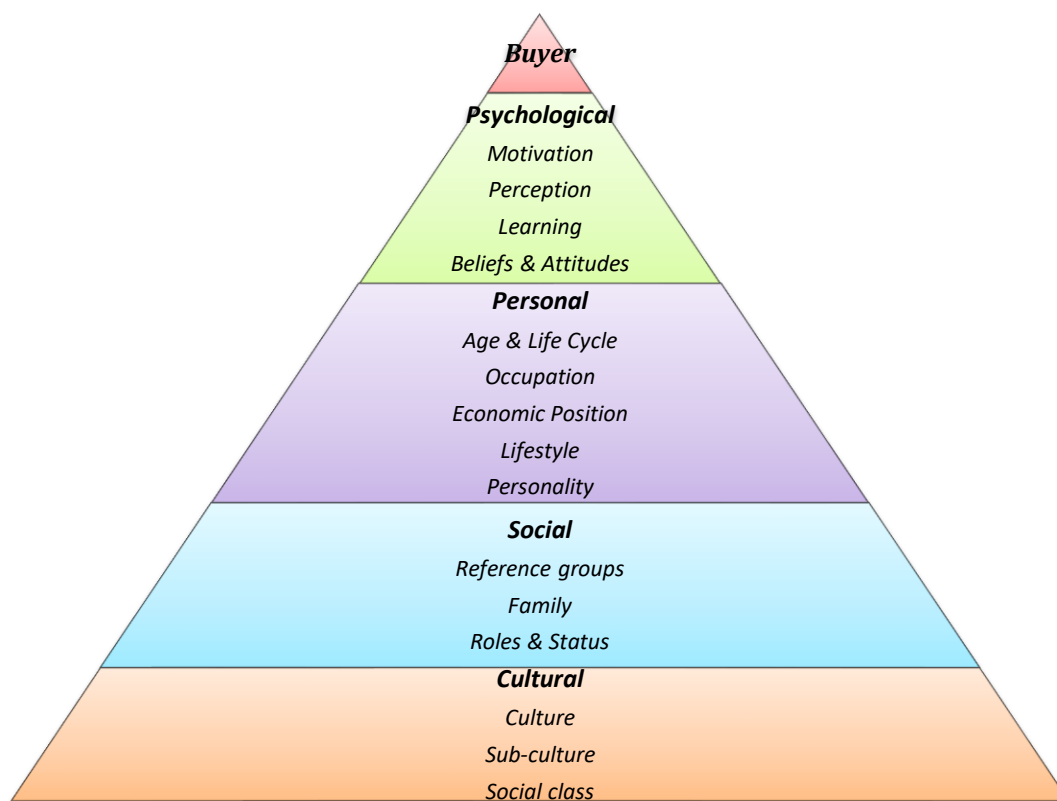 Buyer
Psychological
Motivation
Perception
Learning
Beliefs & Attitudes
Personal
Age & Life Cycle
Occupation
Economic Position
Lifestyle
Personality
Social
Reference groups
Family
Roles & Status
Cultural
Culture
Sub-culture
Social class